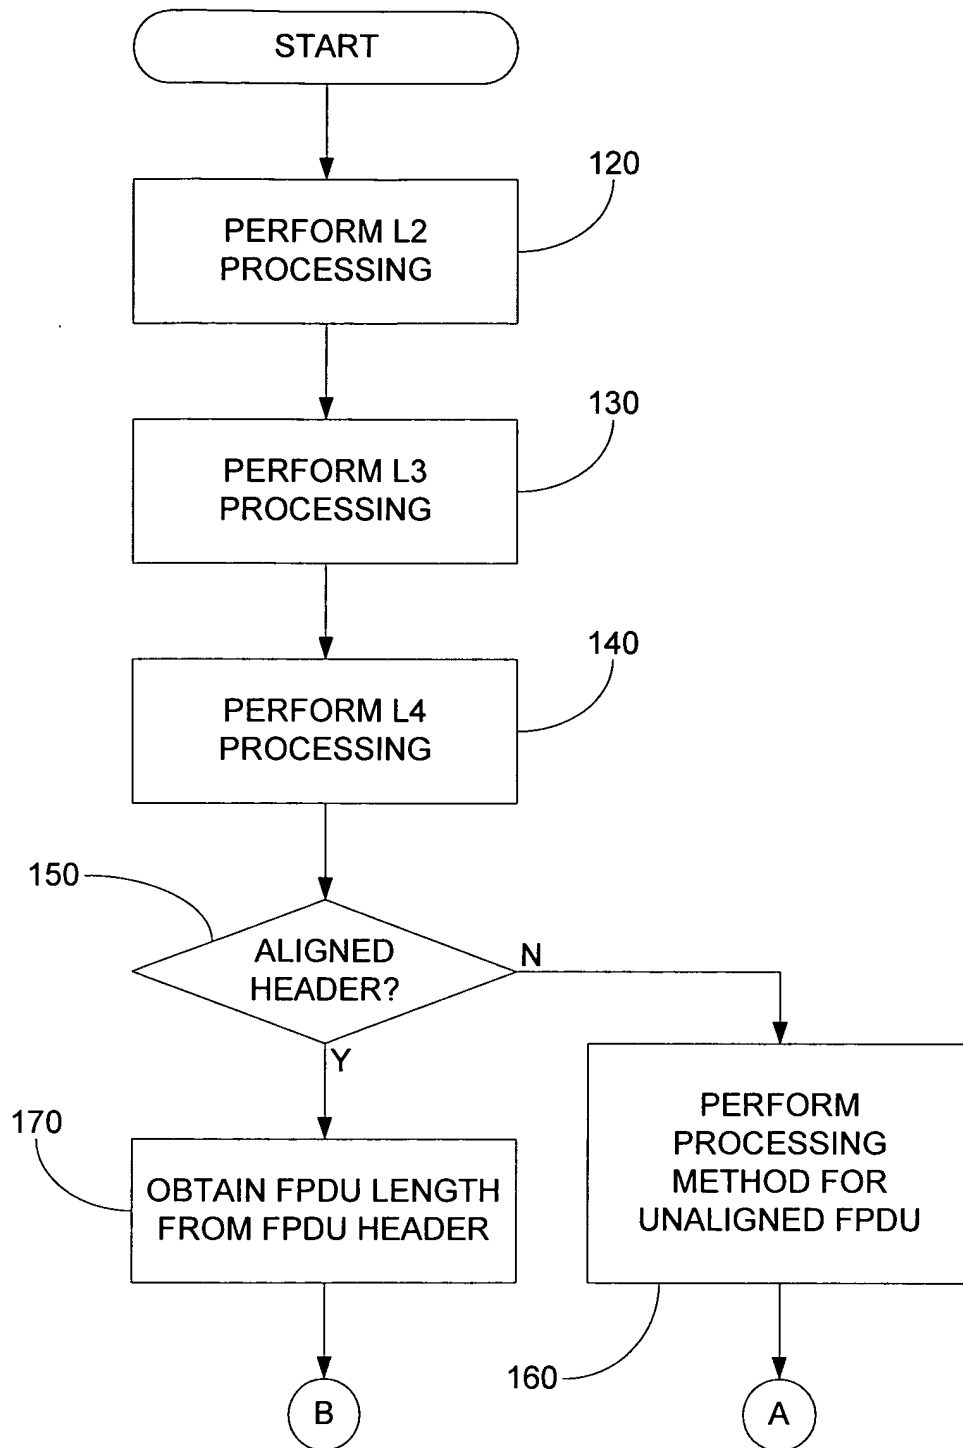 START
120
PERFORM L2
PROCESSING
130
PERFORM L3
PROCESSING
140
PERFORM L4
PROCESSING
150
ALIGNED
HEADER?
N
Y
170
OBTAIN FPDU LENGTH
FROM FPDU HEADER
PERFORM
PROCESSING
METHOD FOR
UNALIGNED FPDU
160
B
A